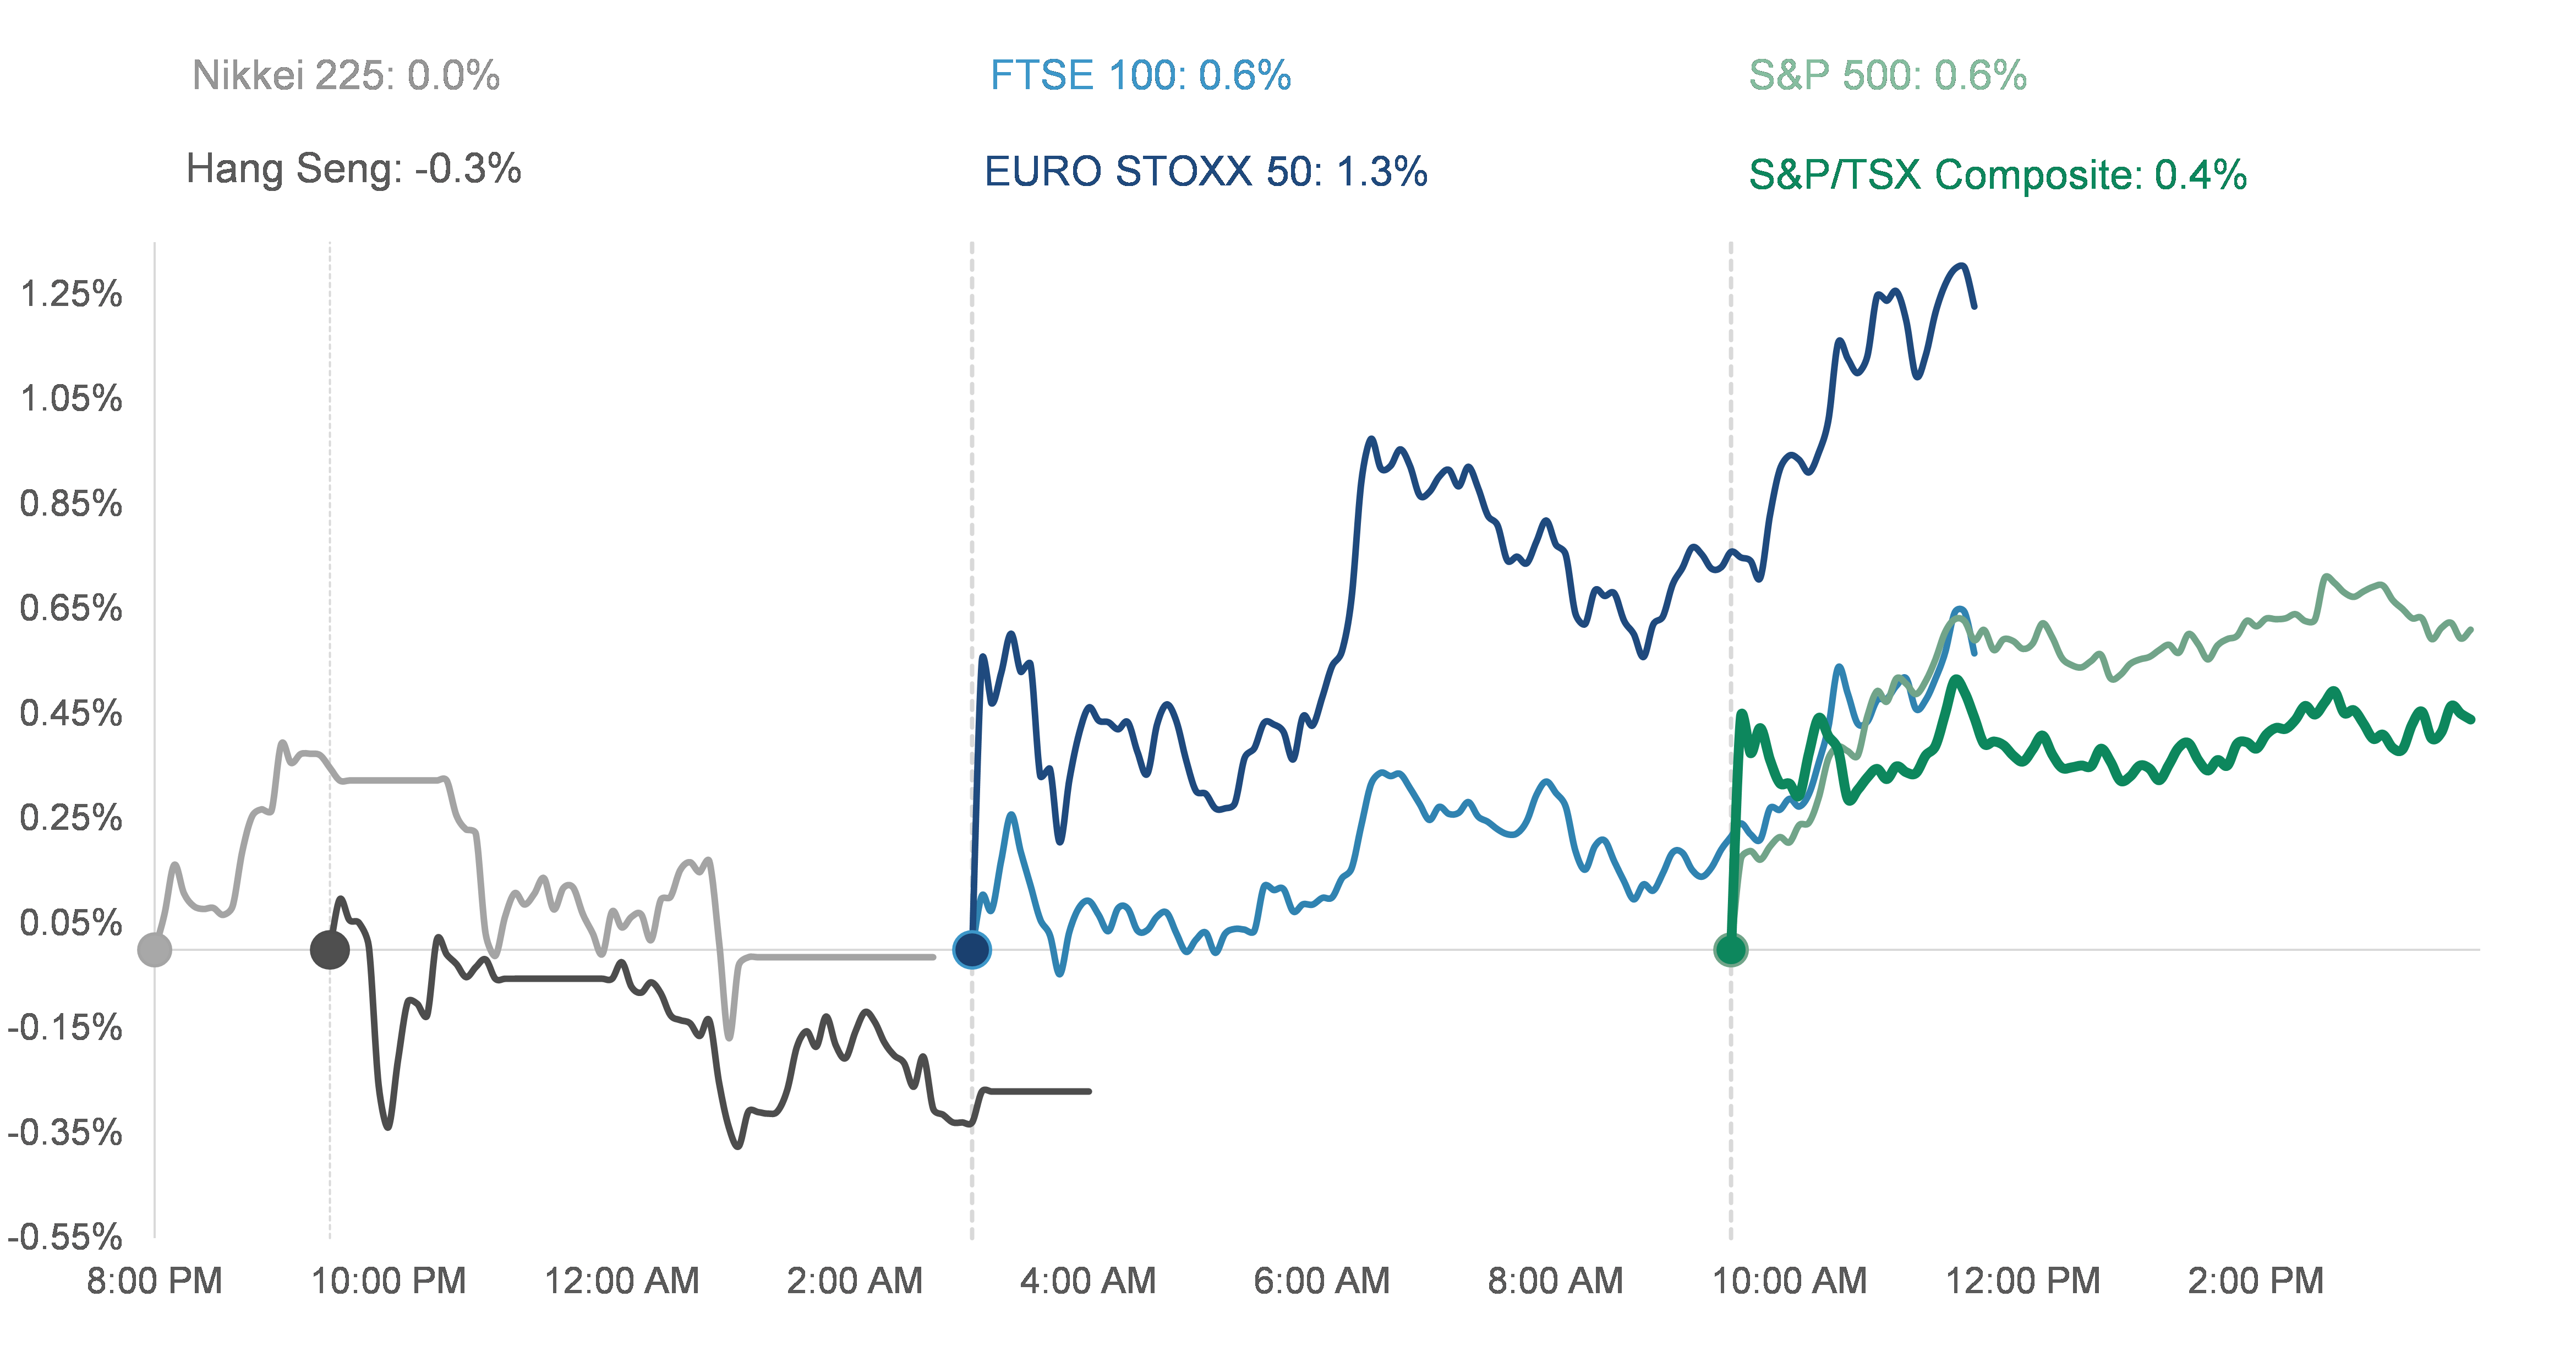 Nikkei 225: 0.0%
FTSE 100: 0.6%
S&P 500: 0.6%
Hang Seng: -0.3%
EURO STOXX 50: 1.3%
S&P/TSX Composite: 0.4%
1.25%
1.05%
0.85%
0.65%
0.45%
0.25%
0.05%
-0.15%
-0.35%
-0.55%
8:00 PM 10:00 PM 12:00 AM 2:00 AM 4:00 AM 6:00 AM 8:00 AM 10:00 AM 12:00 PM 2:00 PM